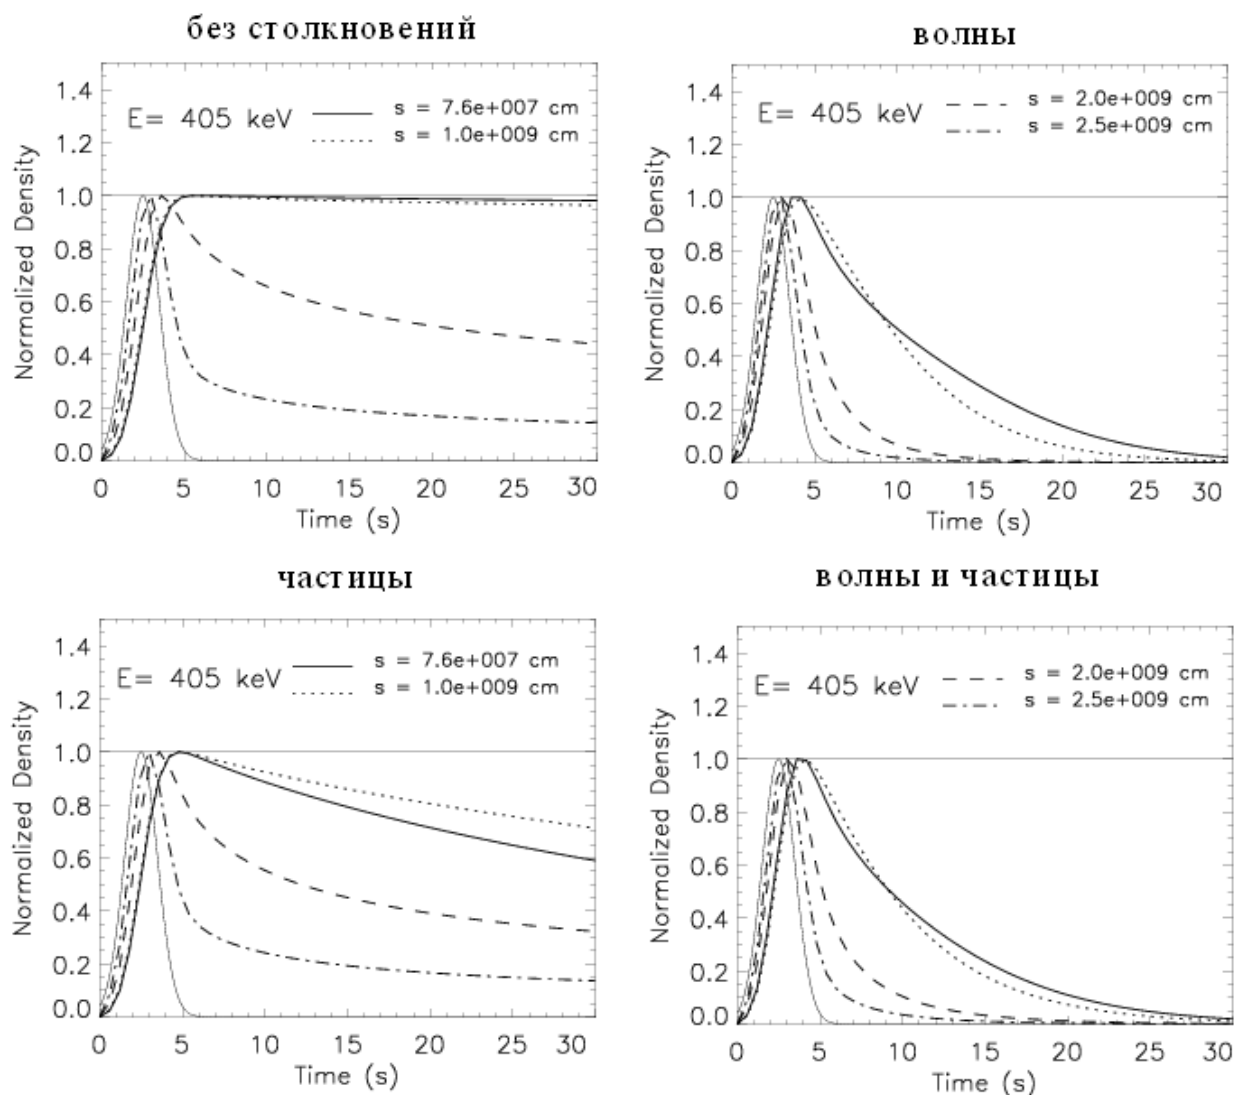 без столкновений
E= 405 keV
s = 7.6e+007 cm
s = 1.0e+009 cm
Normalized Density
1.4
1.2
1.0
0.8
0.6
0.4
0.2
0.0
0 5 10 15 20 25 30
Time (s)
волны
E= 405 keV
s = 2.0e+009 cm
s = 2.5e+009 cm
Normalized Density
1.4
1.2
1.0
0.8
0.6
0.4
0.2
0.0
0 5 10 15 20 25 30
Time (s)
частицы
E= 405 keV
s = 7.6e+007 cm
s = 1.0e+009 cm
Normalized Density
1.4
1.2
1.0
0.8
0.6
0.4
0.2
0.0
0 5 10 15 20 25 30
Time (s)
волны и частицы
E= 405 keV
s = 2.0e+009 cm
s = 2.5e+009 cm
Normalized Density
1.4
1.2
1.0
0.8
0.6
0.4
0.2
0.0
0 5 10 15 20 25 30
Time (s)